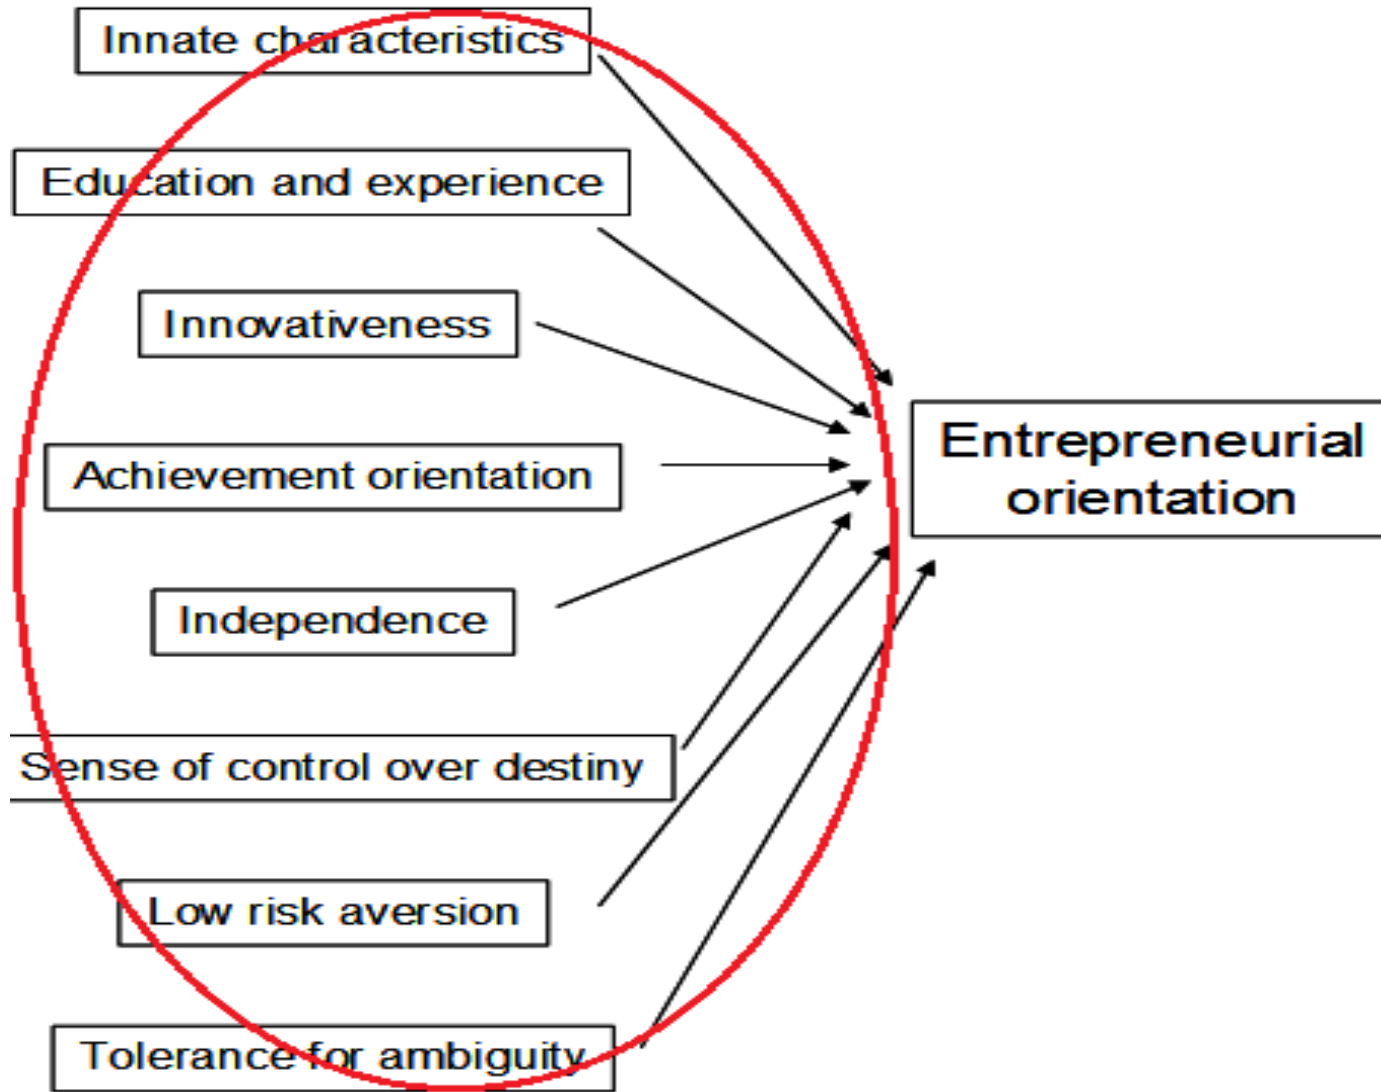 Innate characteristics
Education and experience
Innovativeness
Achievement orientation
Independence
Sense of control over destiny
Low risk aversion
Tolerance for ambiguity
Entrepreneurial
orientation